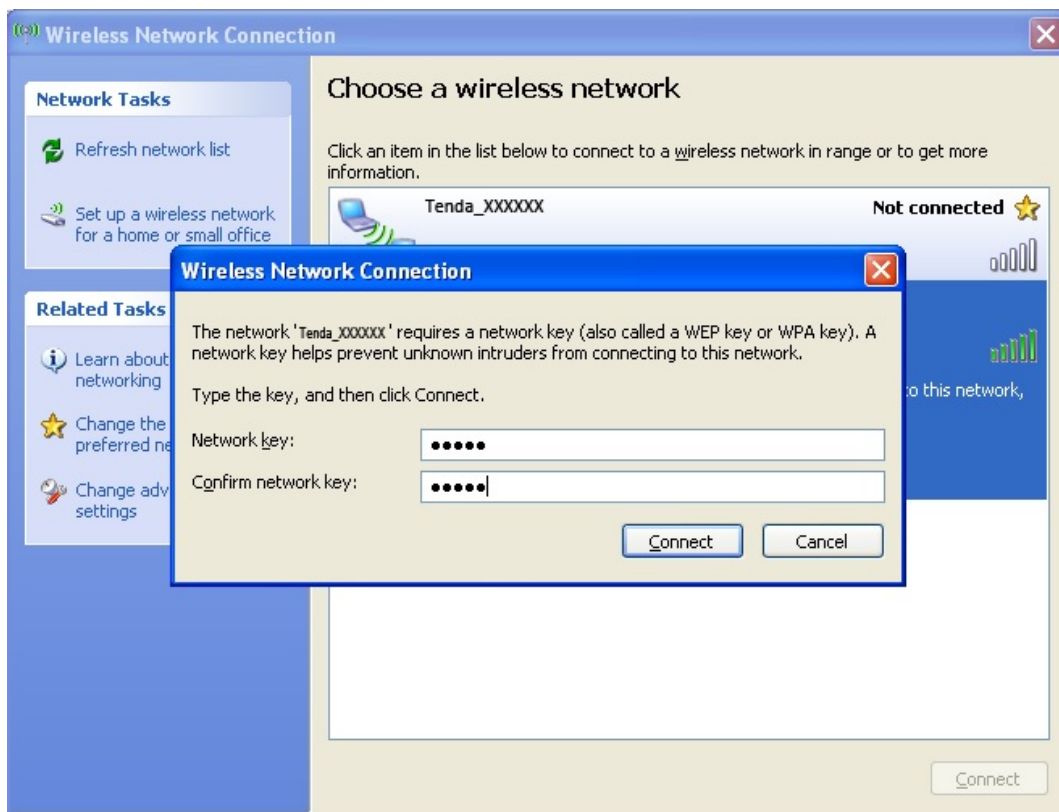 Wireless Network Connection
Network Tasks
Refresh network list
Set up a wireless network
for a home or small office
Related Tasks
Learn about
networking
Change the
preferred ne
Change adv
settings
Choose a wireless network
Click an item in the list below to connect to a wireless network in range or to get more
information.
Tenda_XXXXXX
Not connected
o this network,
Wireless Network Connection
The network 'Tenda_XXXXXX' requires a network key (also called a WEP key or WPA key). A
network key helps prevent unknown intruders from connecting to this network.
Type the key, and then click Connect.
Network key:
Confirm network key:
Connect
Cancel
Connect